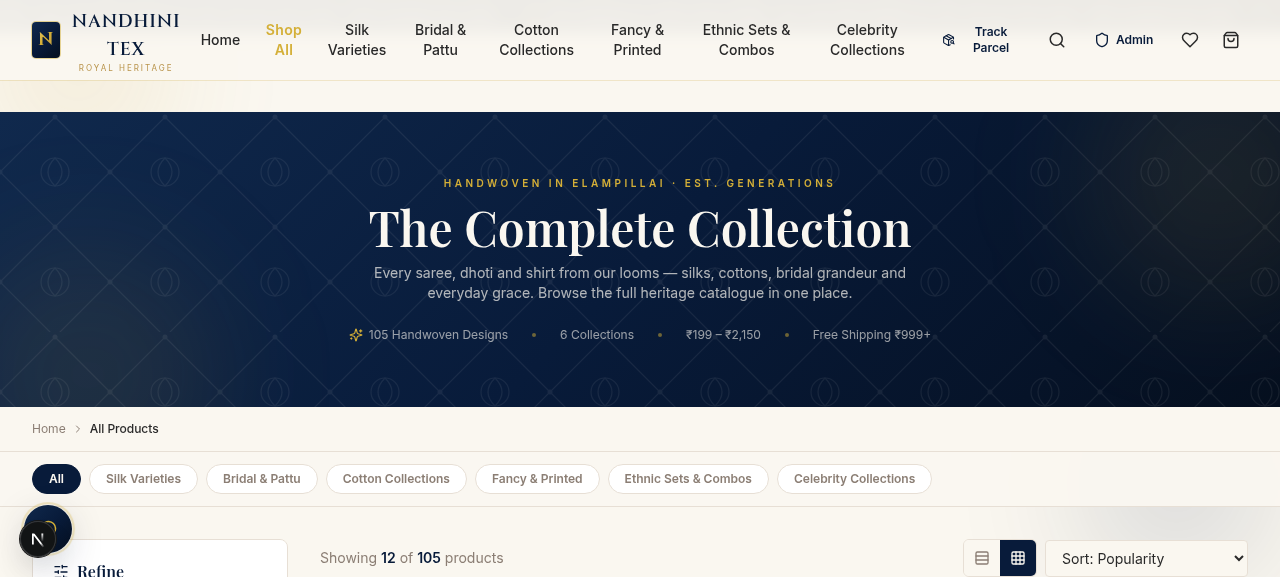 N
NANDHINI
TEX
ROYAL HERITAGE
Home
Shop
All
Silk
Varieties
Bridal &
Pattu
Cotton
Collections
Fancy &
Printed
Ethnic Sets &
Combos
Celebrity
Collections
Track
Parcel
Admin
HANDWOVEN IN ELAMPILLAI · EST. GENERATIONS
The Complete Collection
Every saree, dhoti and shirt from our looms — silks, cottons, bridal grandeur and
everyday grace. Browse the full heritage catalogue in one place.
105 Handwoven Designs • 6 Collections • ₹199 – ₹2,150 • Free Shipping ₹999+
Home > All Products
All
Silk Varieties
Bridal & Pattu
Cotton Collections
Fancy & Printed
Ethnic Sets & Combos
Celebrity Collections
N
Refine
Showing 12 of 105 products
Sort: Popularity